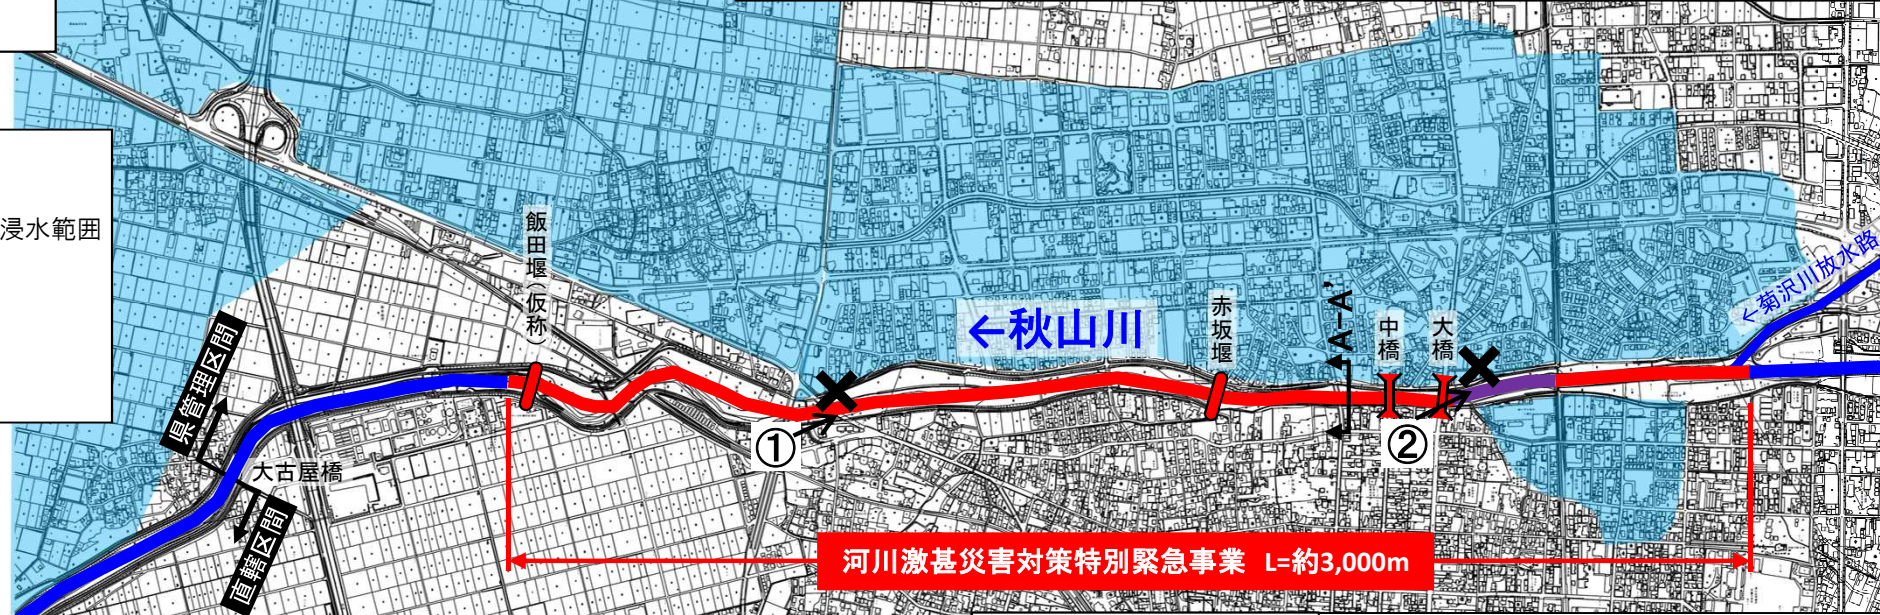 浸水範囲
飯田堰(仮称)
←秋山川
赤坂堰
A-A’
中橋
大橋
←菊沢川放水路
県管理区間
大古屋橋
直轄区間
①
②
河川激甚災害対策特別緊急事業 L=約3,000m